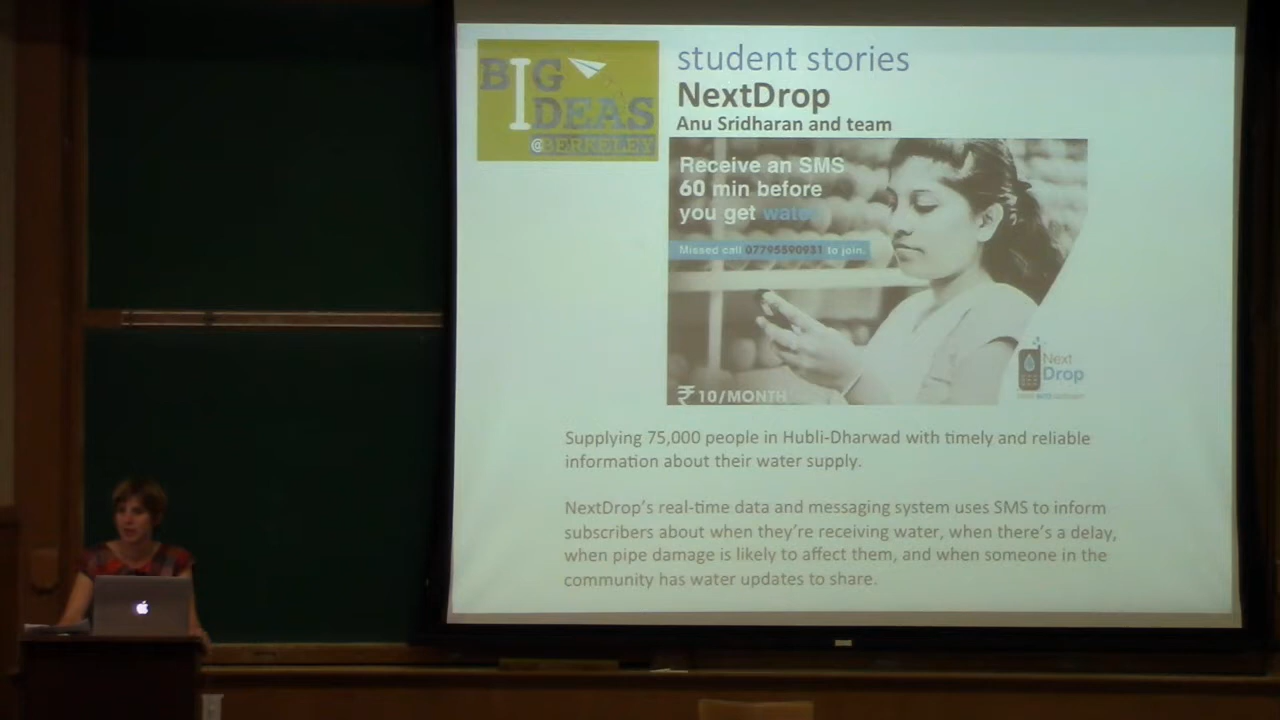 BIG
IDEAS
@BERKELEY
student stories
NextDrop
Anu Sridharan and team
Receive an SMS
60 min before
you get water
Missed call 07795590931 to join.
Next
Drop
₹ 10/MONTH
Supplying 75,000 people in Hubli-Dharwad with timely and reliable
information about their water supply.
NextDrop's real-time data and messaging system uses SMS to inform
subscribers about when they're receiving water, when there's a delay,
when pipe damage is likely to affect them, and when someone in the
community has water updates to share.